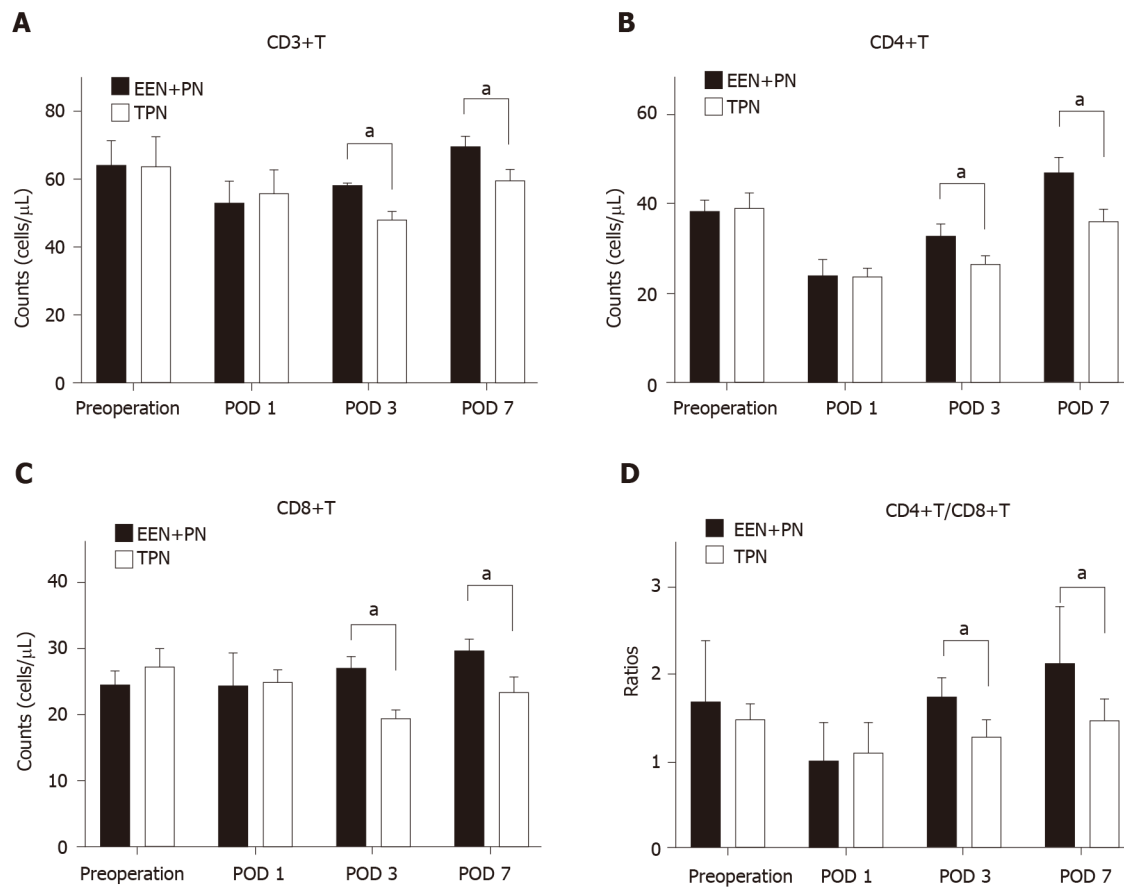 A
CD3+T
EEN+PN
TPN
Counts (cells/μL)
80
60
40
20
0
a
a
Preoperation POD 1 POD 3 POD 7
B
CD4+T
EEN+PN
TPN
Counts (cells/μL)
60
40
20
0
a
a
Preoperation POD 1 POD 3 POD 7
C
CD8+T
EEN+PN
TPN
Counts (cells/μL)
40
30
20
10
0
a
a
Preoperation POD 1 POD 3 POD 7
D
CD4+T/CD8+T
EEN+PN
TPN
Ratios
3
2
1
0
a
a
Preoperation POD 1 POD 3 POD 7